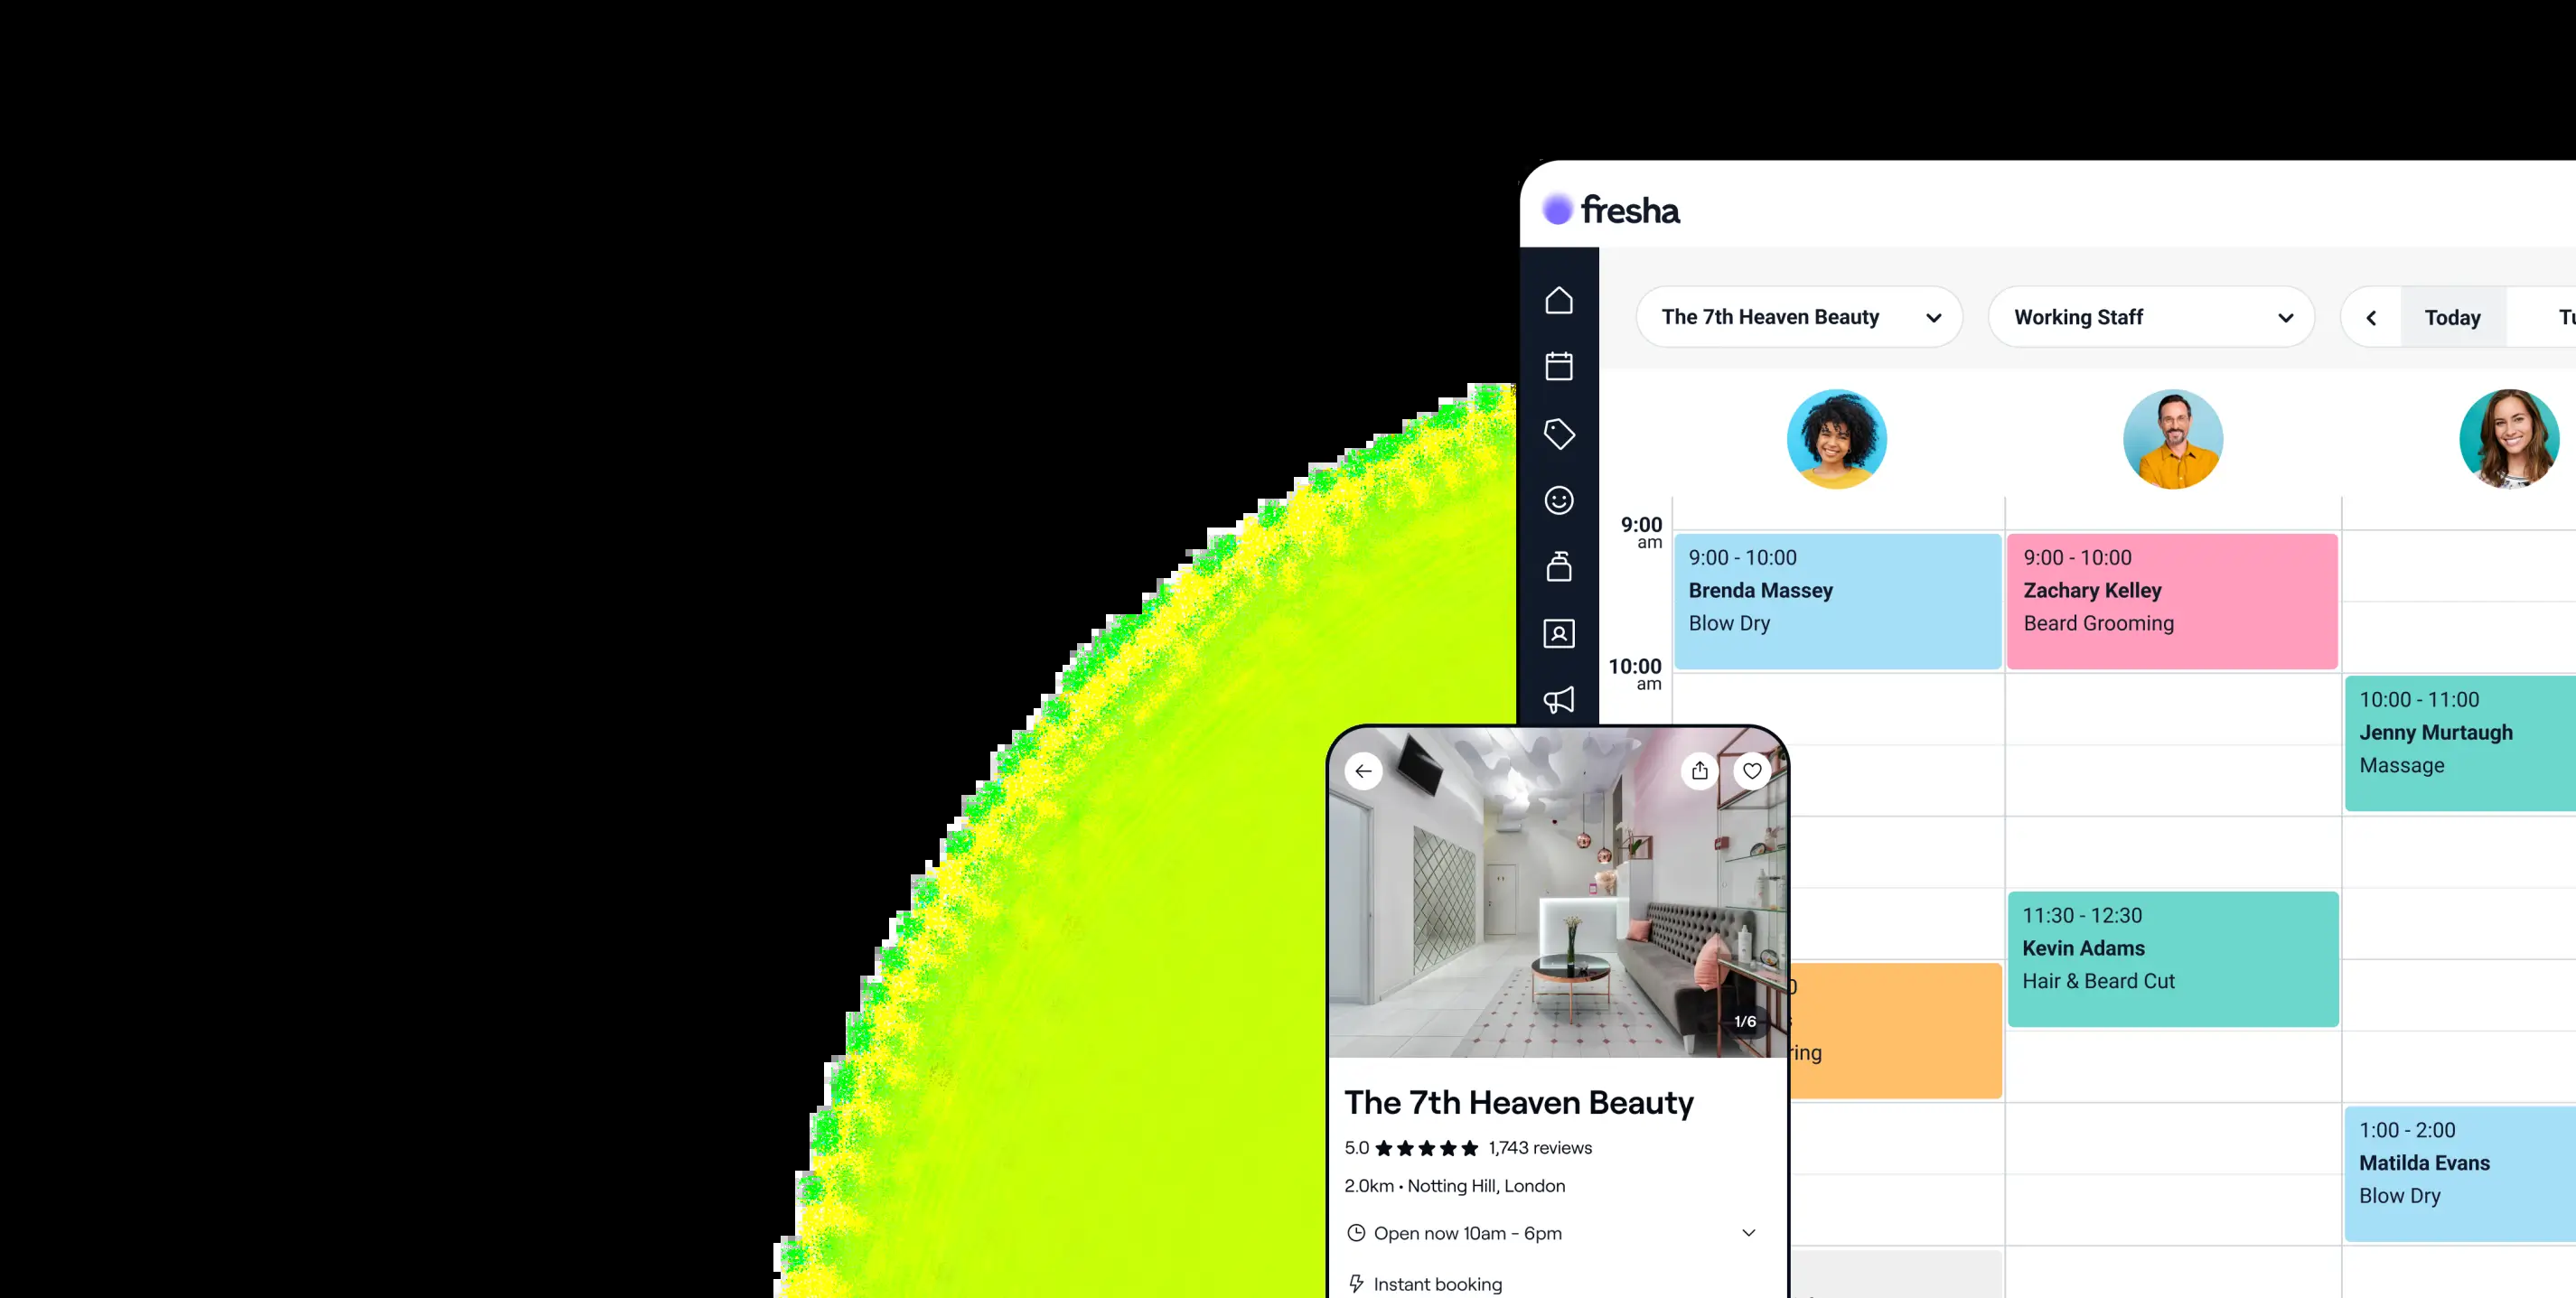 fresha
The 7th Heaven Beauty
Working Staff
Today
9:00
am
9:00 - 10:00
Brenda Massey
Blow Dry
9:00 - 10:00
Zachary Kelley
Beard Grooming
10:00
am
10:00 - 11:00
Jenny Murtaugh
Massage
11:30 - 12:30
Kevin Adams
Hair & Beard Cut
1:00 - 2:00
Matilda Evans
Blow Dry
1/6
The 7th Heaven Beauty
5.0 ★★★★★ 1,743 reviews
2.0km • Notting Hill, London
Open now 10am - 6pm
Instant booking